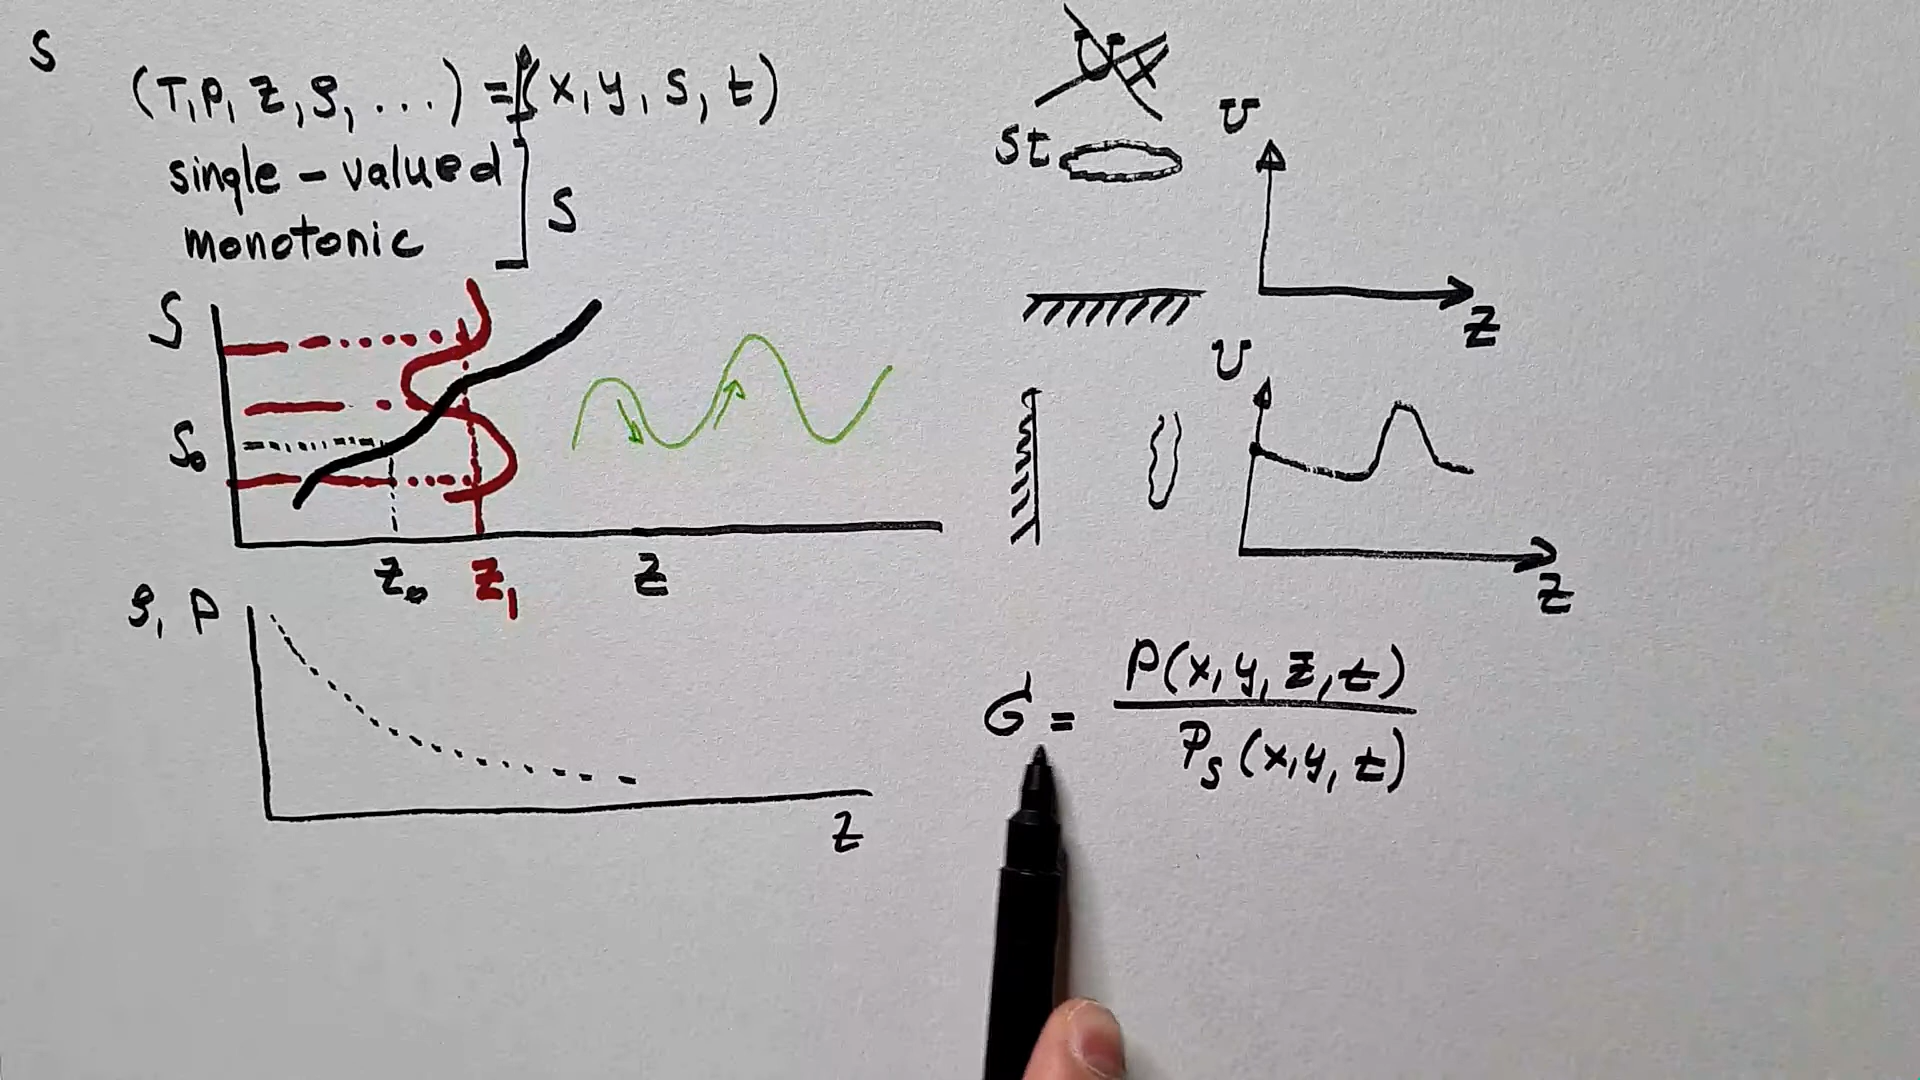 S
(T, P, Z, ρ, ...) = f(x, y, S, t)
single-valued
monotonic
S
S
S₀
Z₀
Z₁
Z
ρ, P
Z
St
U
Z
U
Z
σ = P(x, y, z, t) / Pₛ(x, y, t)